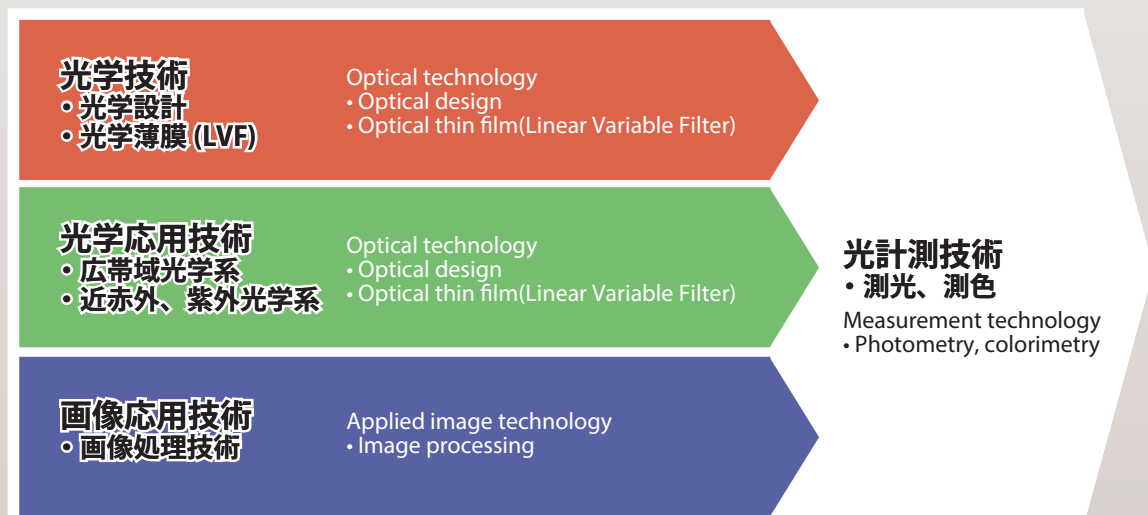 光学技術
・光学設計
・光学薄膜 (LVF)
Optical technology
• Optical design
• Optical thin film(Linear Variable Filter)
光学応用技術
・広帯域光学系
・近赤外、紫外光学系
Optical technology
• Optical design
• Optical thin film(Linear Variable Filter)
画像応用技術
・画像処理技術
Applied image technology
• Image processing
光計測技術
・測光、測色
Measurement technology
• Photometry, colorimetry